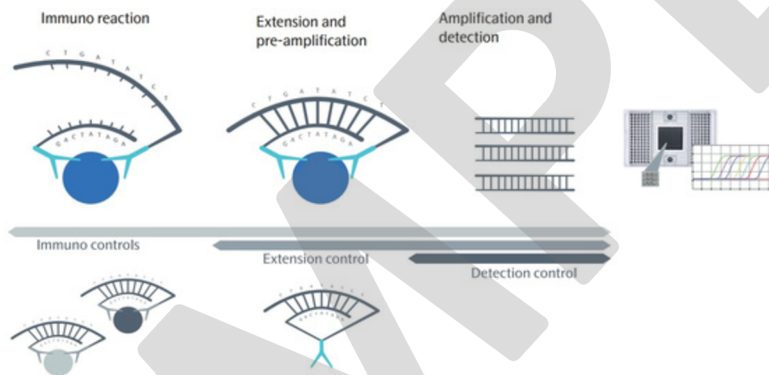 Immuno reaction
Extension and
pre-amplification
Amplification and
detection
C T G A T A T C T
G A C T A T A G A
C T G A T A T C T
G A C T A T A G A
Immuno controls
Extension control
Detection control